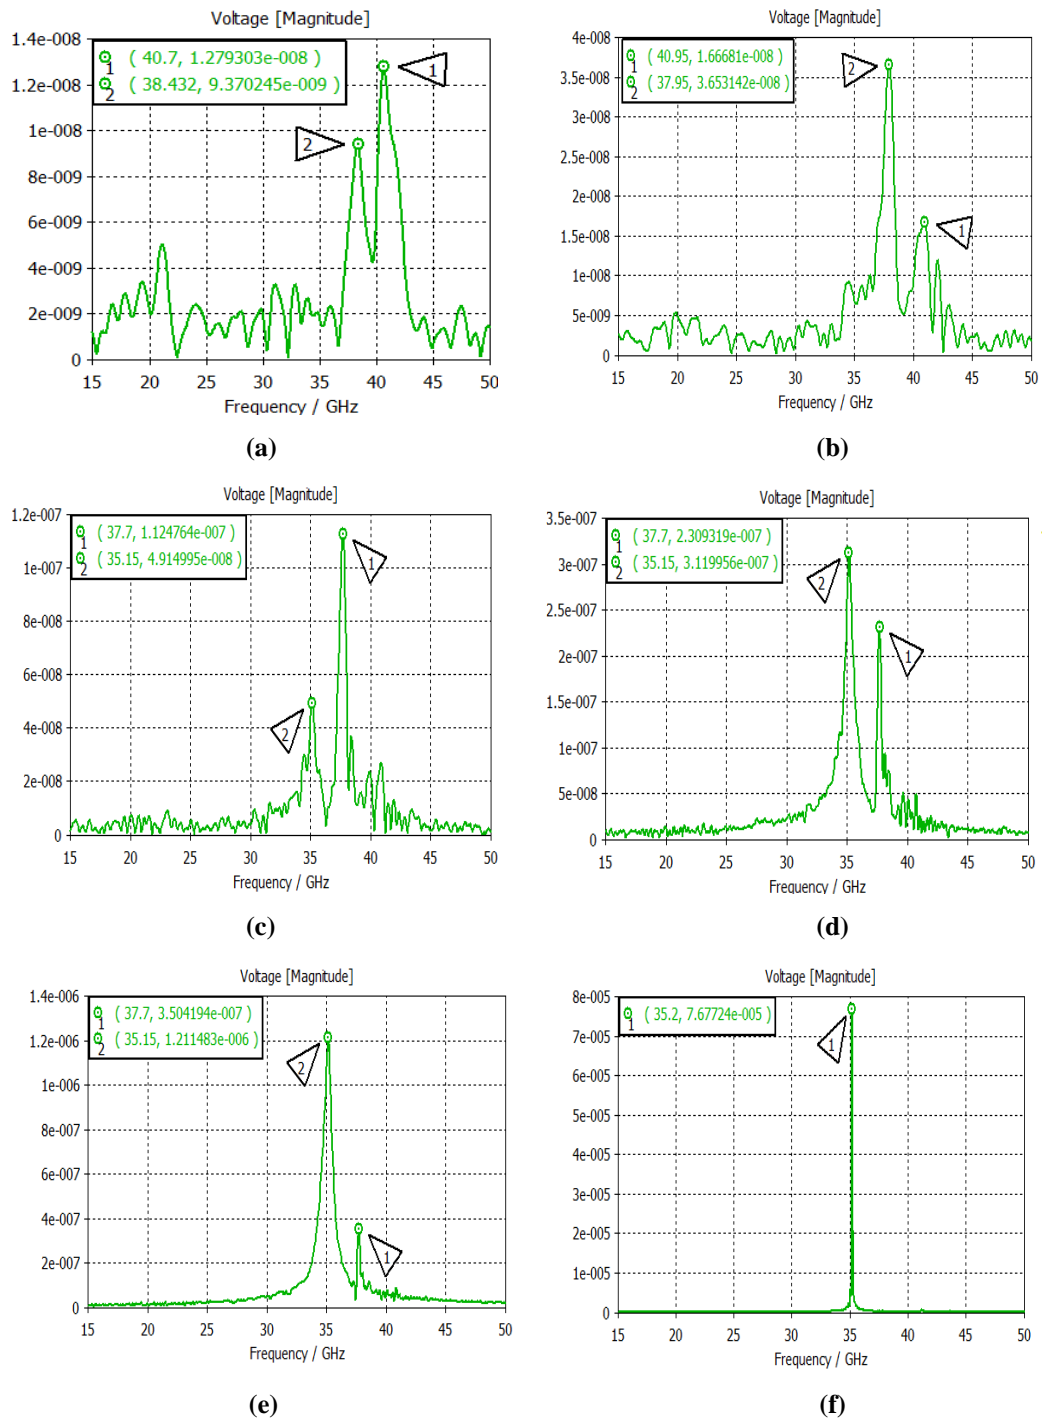 Voltage [Magnitude]
1.4e-008
1.2e-008
1e-008
8e-009
6e-009
4e-009
2e-009
0
1 ( 40.7, 1.279303e-008 )
2 ( 38.432, 9.370245e-009 )
1
2
15 20 25 30 35 40 45 50
Frequency / GHz
(a)
Voltage [Magnitude]
4e-008
3.5e-008
3e-008
2.5e-008
2e-008
1.5e-008
1e-008
5e-009
0
1 ( 40.95, 1.66681e-008 )
2 ( 37.95, 3.653142e-008 )
2
1
15 20 25 30 35 40 45 50
Frequency / GHz
(b)
Voltage [Magnitude]
1.2e-007
1e-007
8e-008
6e-008
4e-008
2e-008
0
1 ( 37.7, 1.124764e-007 )
2 ( 35.15, 4.914995e-008 )
1
2
15 20 25 30 35 40 45 50
Frequency / GHz
(c)
Voltage [Magnitude]
3.5e-007
3e-007
2.5e-007
2e-007
1.5e-007
1e-007
5e-008
0
1 ( 37.7, 2.309319e-007 )
2 ( 35.15, 3.119956e-007 )
2
1
15 20 25 30 35 40 45 50
Frequency / GHz
(d)
Voltage [Magnitude]
1.4e-006
1.2e-006
1e-006
8e-007
6e-007
4e-007
2e-007
0
1 ( 37.7, 3.504194e-007 )
2 ( 35.15, 1.211483e-006 )
2
1
15 20 25 30 35 40 45 50
Frequency / GHz
(e)
Voltage [Magnitude]
8e-005
7e-005
6e-005
5e-005
4e-005
3e-005
2e-005
1e-005
0
1 ( 35.2, 7.67724e-005 )
1
15 20 25 30 35 40 45 50
Frequency / GHz
(f)